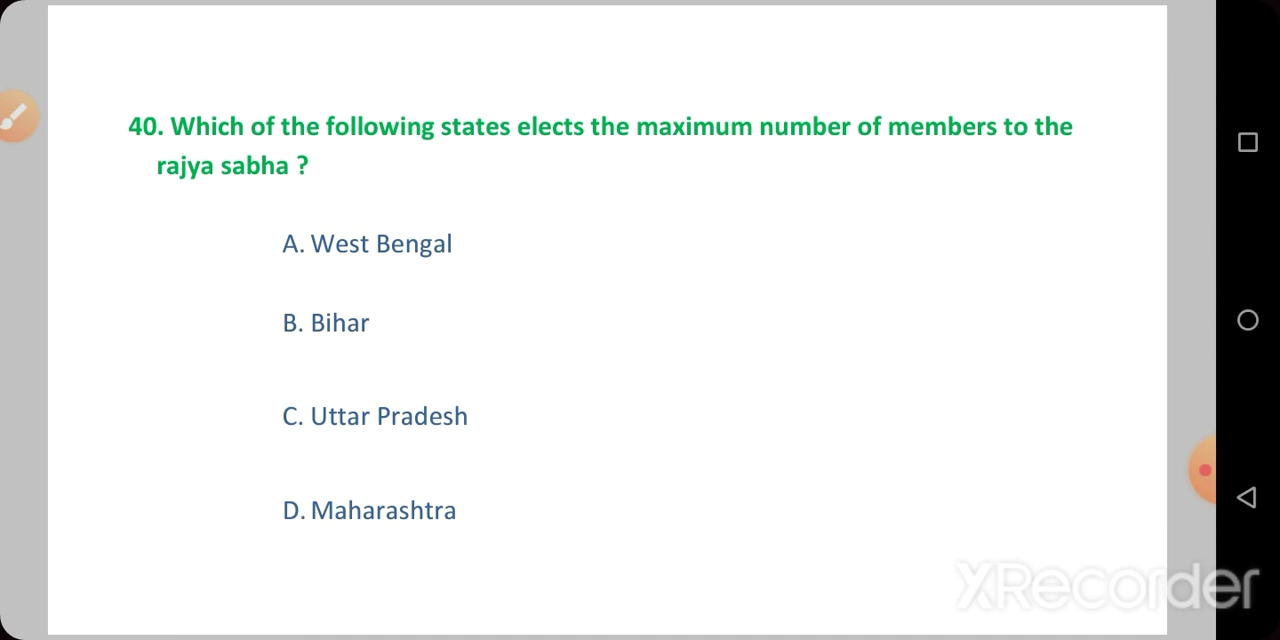 40. Which of the following states elects the maximum number of members to the
rajya sabha ?
A. West Bengal
B. Bihar
C. Uttar Pradesh
D. Maharashtra
XRecorder